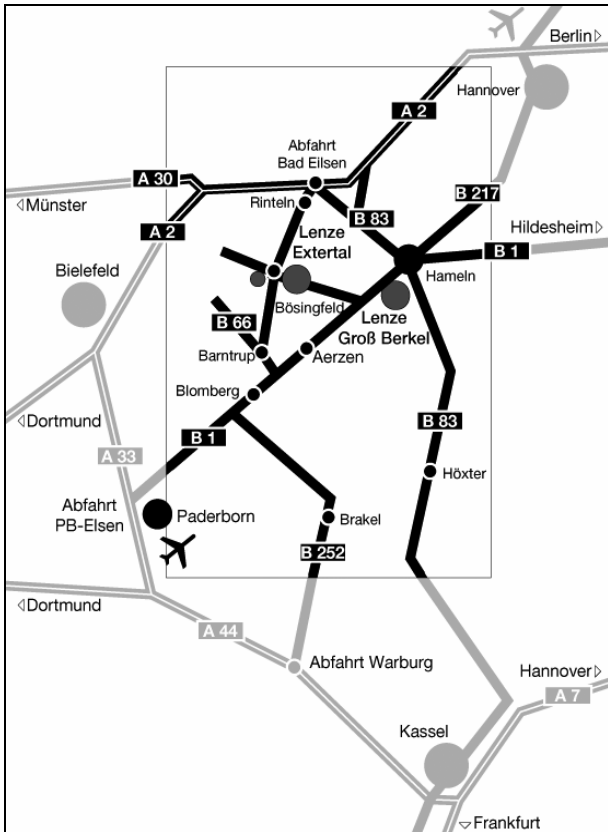 Berlin
Hannover
A 2
Abfahrt
Bad Eilsen
A 30
B 217
Rinteln
Münster
B 83
Hildesheim
A 2
Lenze
Extertal
B 1
Hameln
Bielefeld
Bösingfeld
Lenze
Groß Berkel
B 66
Barntrup
Aerzen
Blomberg
Dortmund
B 83
B 1
A 33
Höxter
Abfahrt
PB-Elsen
Paderborn
Brakel
B 252
Dortmund
A 44
Abfahrt Warburg
Hannover
A 7
Kassel
Frankfurt